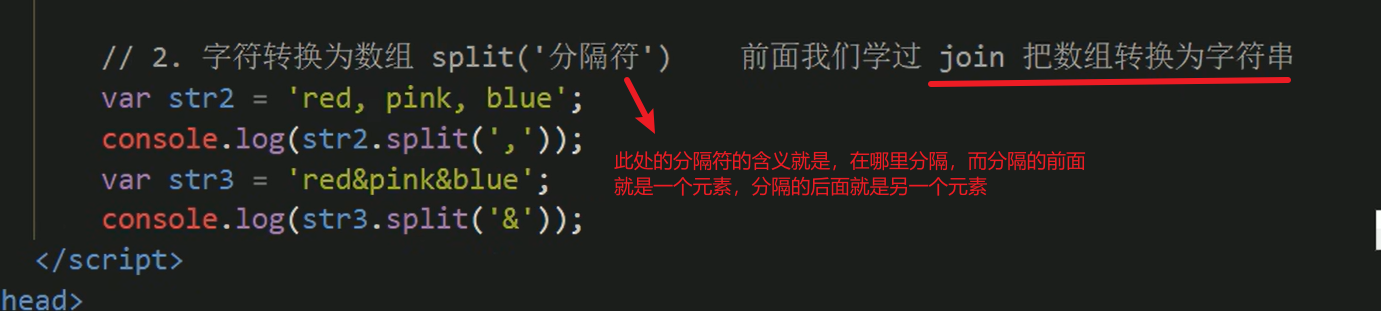 // 2. 字符转换为数组 split('分隔符')    前面我们学过 join 把数组转换为字符串
var str2 = 'red, pink, blue';
console.log(str2.split(','));
var str3 = 'red&pink&blue';
console.log(str3.split('&'));
此处的分隔符的含义就是，在哪里分隔，而分隔的前面
就是一个元素，分隔的后面就是另一个元素
</script>
head>